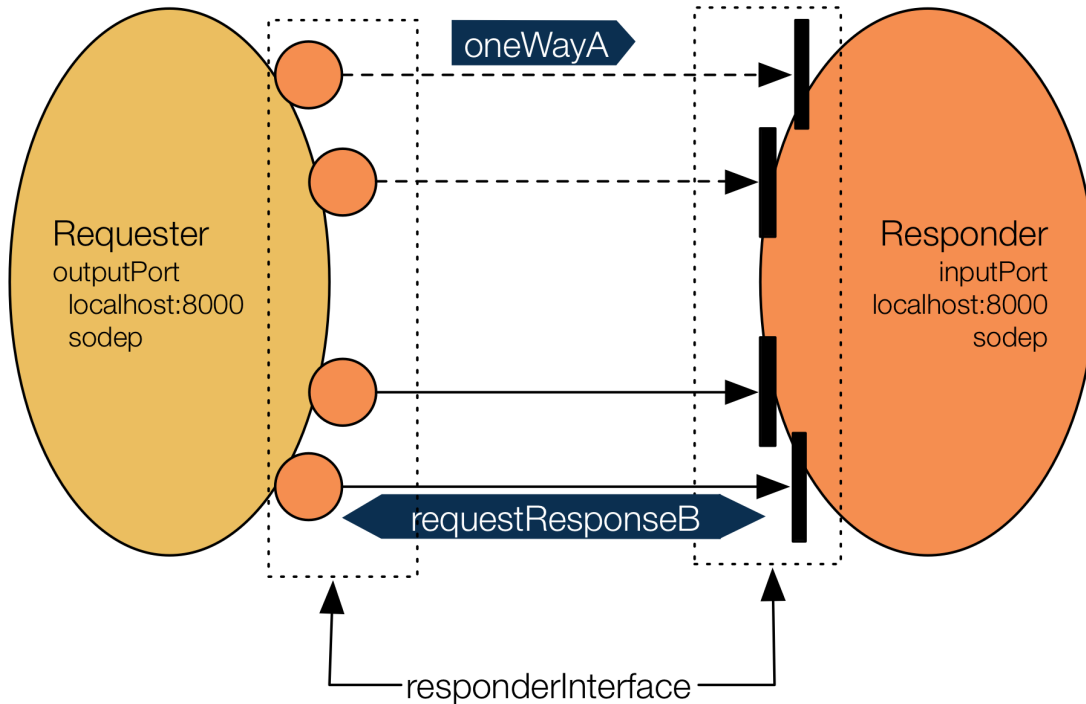 oneWayA
Requester
outputPort
localhost:8000
sodep
Responder
inputPort
localhost:8000
sodep
requestResponseB
responderInterface